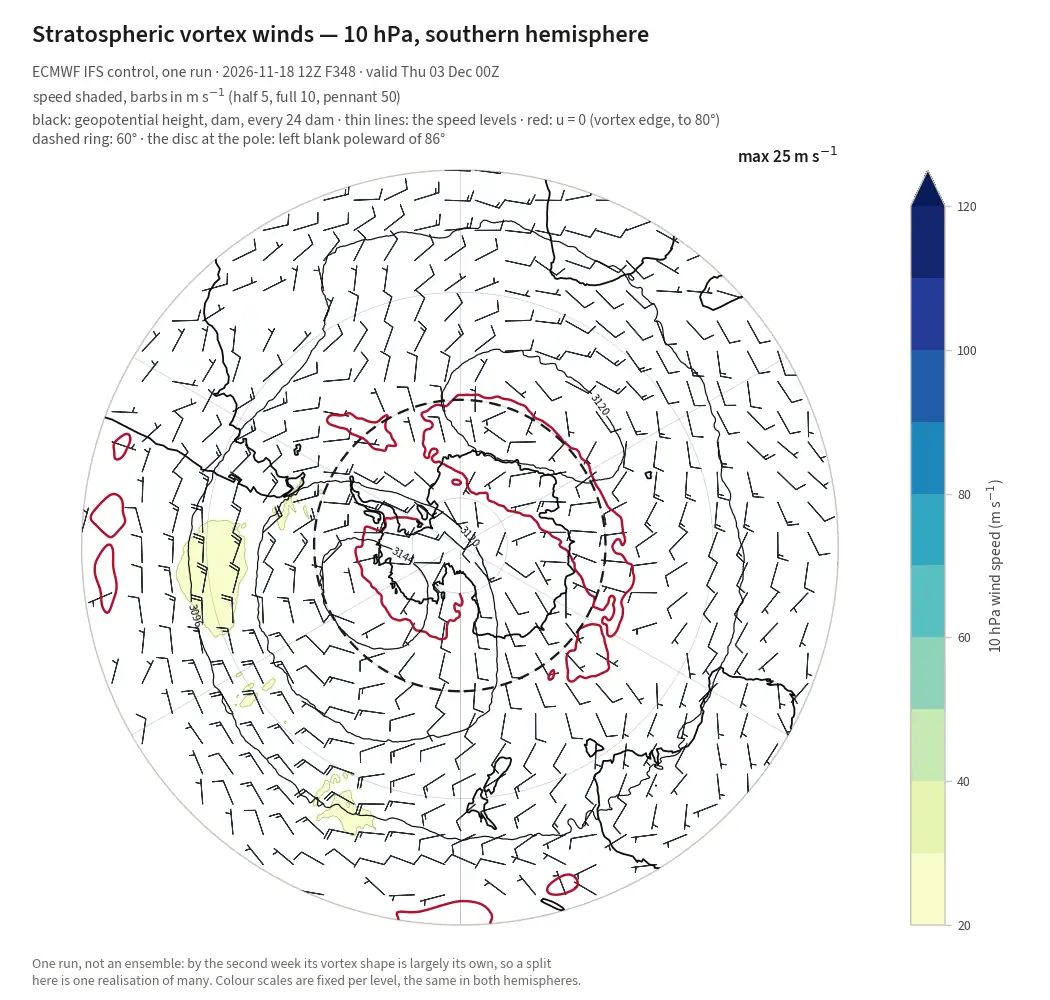 Stratospheric vortex winds — 10 hPa, southern hemisphere
ECMWF IFS control, one run · 2026-11-18 12Z F348 · valid Thu 03 Dec 00Z
speed shaded, barbs in m s⁻¹ (half 5, full 10, pennant 50)
black: geopotential height, dam, every 24 dam · thin lines: the speed levels · red: u = 0 (vortex edge, to 80°)
dashed ring: 60° · the disc at the pole: left blank poleward of 86°
max 25 m s⁻¹
120
100
80
60
40
20
10 hPa wind speed (m s⁻¹)
3120
3120
3144
3096
One run, not an ensemble: by the second week its vortex shape is largely its own, so a split
here is one realisation of many. Colour scales are fixed per level, the same in both hemispheres.